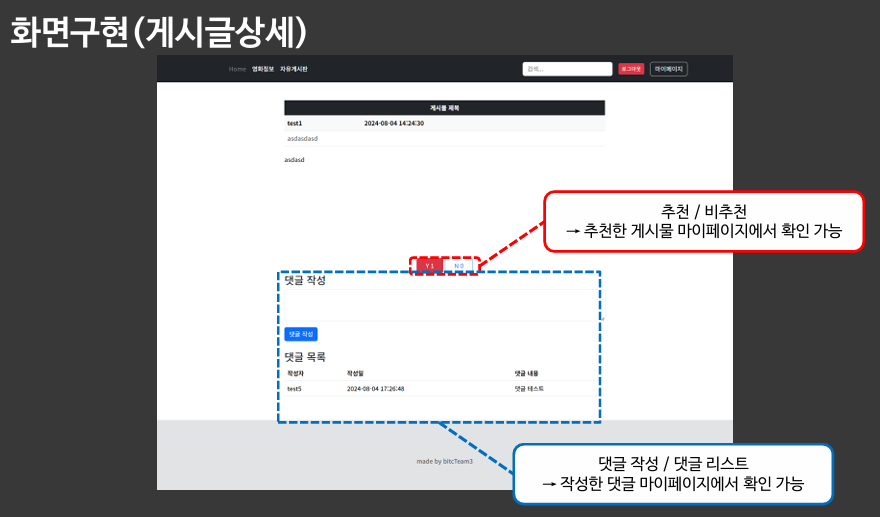 화면구현(게시글상세)
Home 영화정보 자유게시판 검색... 로그아웃 마이페이지
게시물 제목
test1 2024-08-04 14:24:30
asdasdasd
asdasd
추천 / 비추천
→ 추천한 게시물 마이페이지에서 확인 가능
Y 1 N 0
댓글 작성
댓글 작성
댓글 목록
작성자 작성일 댓글 내용
test5 2024-08-04 17:26:48 댓글 테스트
made by bitcTeam3
댓글 작성 / 댓글 리스트
→ 작성한 댓글 마이페이지에서 확인 가능